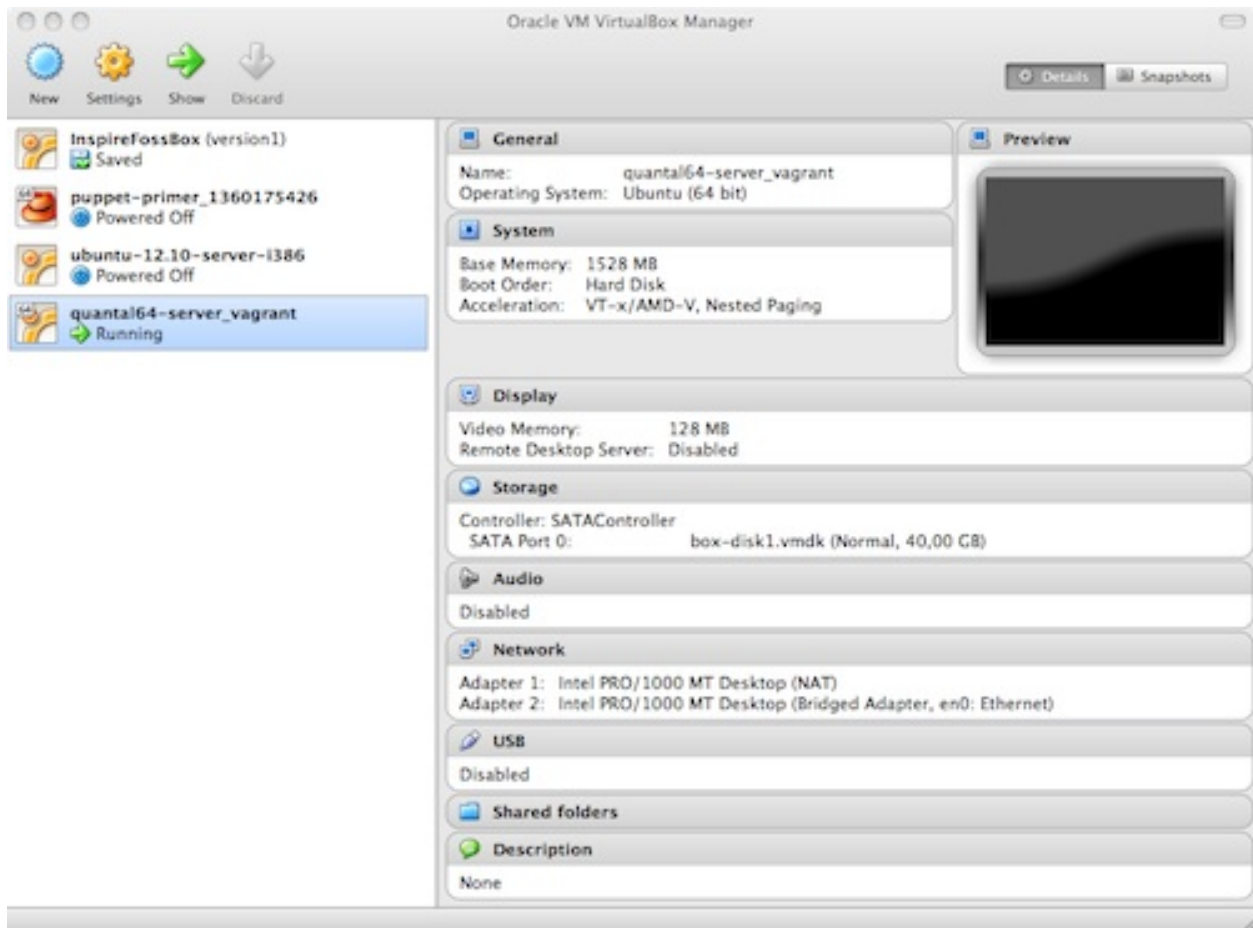 Oracle VM VirtualBox Manager
New Settings Show Discard
Details Snapshots
InspireFossBox (version1)
Saved
puppet-primer_1360175426
Powered Off
ubuntu-12.10-server-i386
Powered Off
quantal64-server_vagrant
Running
General
Name: quantal64-server_vagrant
Operating System: Ubuntu (64 bit)
Preview
System
Base Memory: 1528 MB
Boot Order: Hard Disk
Acceleration: VT-x/AMD-V, Nested Paging
Display
Video Memory: 128 MB
Remote Desktop Server: Disabled
Storage
Controller: SATAController
SATA Port 0: box-disk1.vmdk (Normal, 40,00 GB)
Audio
Disabled
Network
Adapter 1: Intel PRO/1000 MT Desktop (NAT)
Adapter 2: Intel PRO/1000 MT Desktop (Bridged Adapter, en0: Ethernet)
USB
Disabled
Shared folders
Description
None